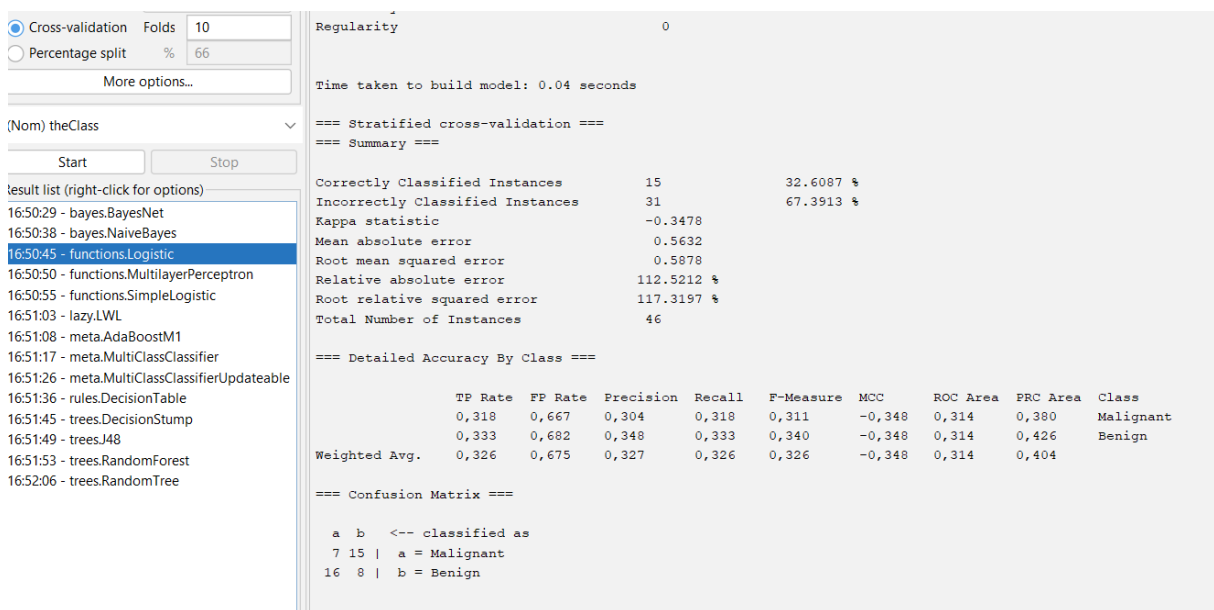 Cross-validation Folds 10
Percentage split % 66
More options...
(Nom) theClass
Start Stop
Result list (right-click for options)
16:50:29 - bayes.BayesNet
16:50:38 - bayes.NaiveBayes
16:50:45 - functions.Logistic
16:50:50 - functions.MultilayerPerceptron
16:50:55 - functions.SimpleLogistic
16:51:03 - lazy.LWL
16:51:08 - meta.AdaBoostM1
16:51:17 - meta.MultiClassClassifier
16:51:26 - meta.MultiClassClassifierUpdateable
16:51:36 - rules.DecisionTable
16:51:45 - trees.DecisionStump
16:51:49 - trees.J48
16:51:53 - trees.RandomForest
16:52:06 - trees.RandomTree
Regularity 0
Time taken to build model: 0.04 seconds
=== Stratified cross-validation ===
=== Summary ===
Correctly Classified Instances 15 32.6087 %
Incorrectly Classified Instances 31 67.3913 %
Kappa statistic -0.3478
Mean absolute error 0.5632
Root mean squared error 0.5878
Relative absolute error 112.5212 %
Root relative squared error 117.3197 %
Total Number of Instances 46
=== Detailed Accuracy By Class ===
TP Rate FP Rate Precision Recall F-Measure MCC ROC Area PRC Area Class
0,318 0,667 0,304 0,318 0,311 -0,348 0,314 0,380 Malignant
0,333 0,682 0,348 0,333 0,340 -0,348 0,314 0,426 Benign
Weighted Avg. 0,326 0,675 0,327 0,326 0,326 -0,348 0,314 0,404
=== Confusion Matrix ===
a b <-- classified as
7 15 | a = Malignant
16 8 | b = Benign